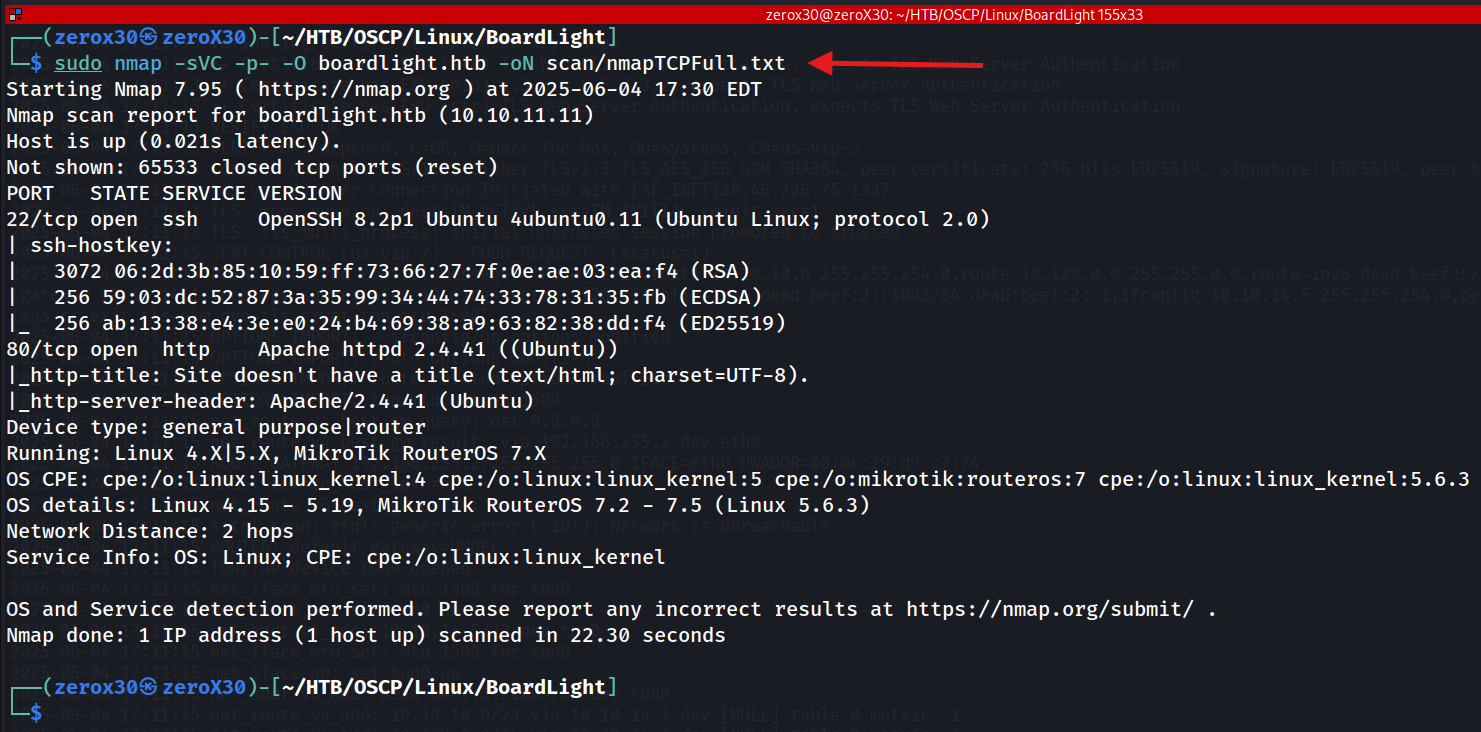 zerox30@zeroX30: ~/HTB/OSCP/Linux/BoardLight 155x33
┌──(zerox30㉿zeroX30)-[~/HTB/OSCP/Linux/BoardLight]
└─$ sudo nmap -sVC -p- -O boardlight.htb -oN scan/nmapTCPFull.txt
Starting Nmap 7.95 ( https://nmap.org ) at 2025-06-04 17:30 EDT
Nmap scan report for boardlight.htb (10.10.11.11)
Host is up (0.021s latency).
Not shown: 65533 closed tcp ports (reset)
PORT   STATE SERVICE VERSION
22/tcp open  ssh     OpenSSH 8.2p1 Ubuntu 4ubuntu0.11 (Ubuntu Linux; protocol 2.0)
| ssh-hostkey:
|   3072 06:2d:3b:85:10:59:ff:73:66:27:7f:0e:ae:03:ea:f4 (RSA)
|   256 59:03:dc:52:87:3a:35:99:34:44:74:33:78:31:35:fb (ECDSA)
|_  256 ab:13:38:e4:3e:e0:24:b4:69:38:a9:63:82:38:dd:f4 (ED25519)
80/tcp open  http    Apache httpd 2.4.41 ((Ubuntu))
|_http-title: Site doesn't have a title (text/html; charset=UTF-8).
|_http-server-header: Apache/2.4.41 (Ubuntu)
Device type: general purpose|router
Running: Linux 4.X|5.X, MikroTik RouterOS 7.X
OS CPE: cpe:/o:linux:linux_kernel:4 cpe:/o:linux:linux_kernel:5 cpe:/o:mikrotik:routeros:7 cpe:/o:linux:linux_kernel:5.6.3
OS details: Linux 4.15 - 5.19, MikroTik RouterOS 7.2 - 7.5 (Linux 5.6.3)
Network Distance: 2 hops
Service Info: OS: Linux; CPE: cpe:/o:linux:linux_kernel
OS and Service detection performed. Please report any incorrect results at https://nmap.org/submit/ .
Nmap done: 1 IP address (1 host up) scanned in 22.30 seconds
┌──(zerox30㉿zeroX30)-[~/HTB/OSCP/Linux/BoardLight]
└─$